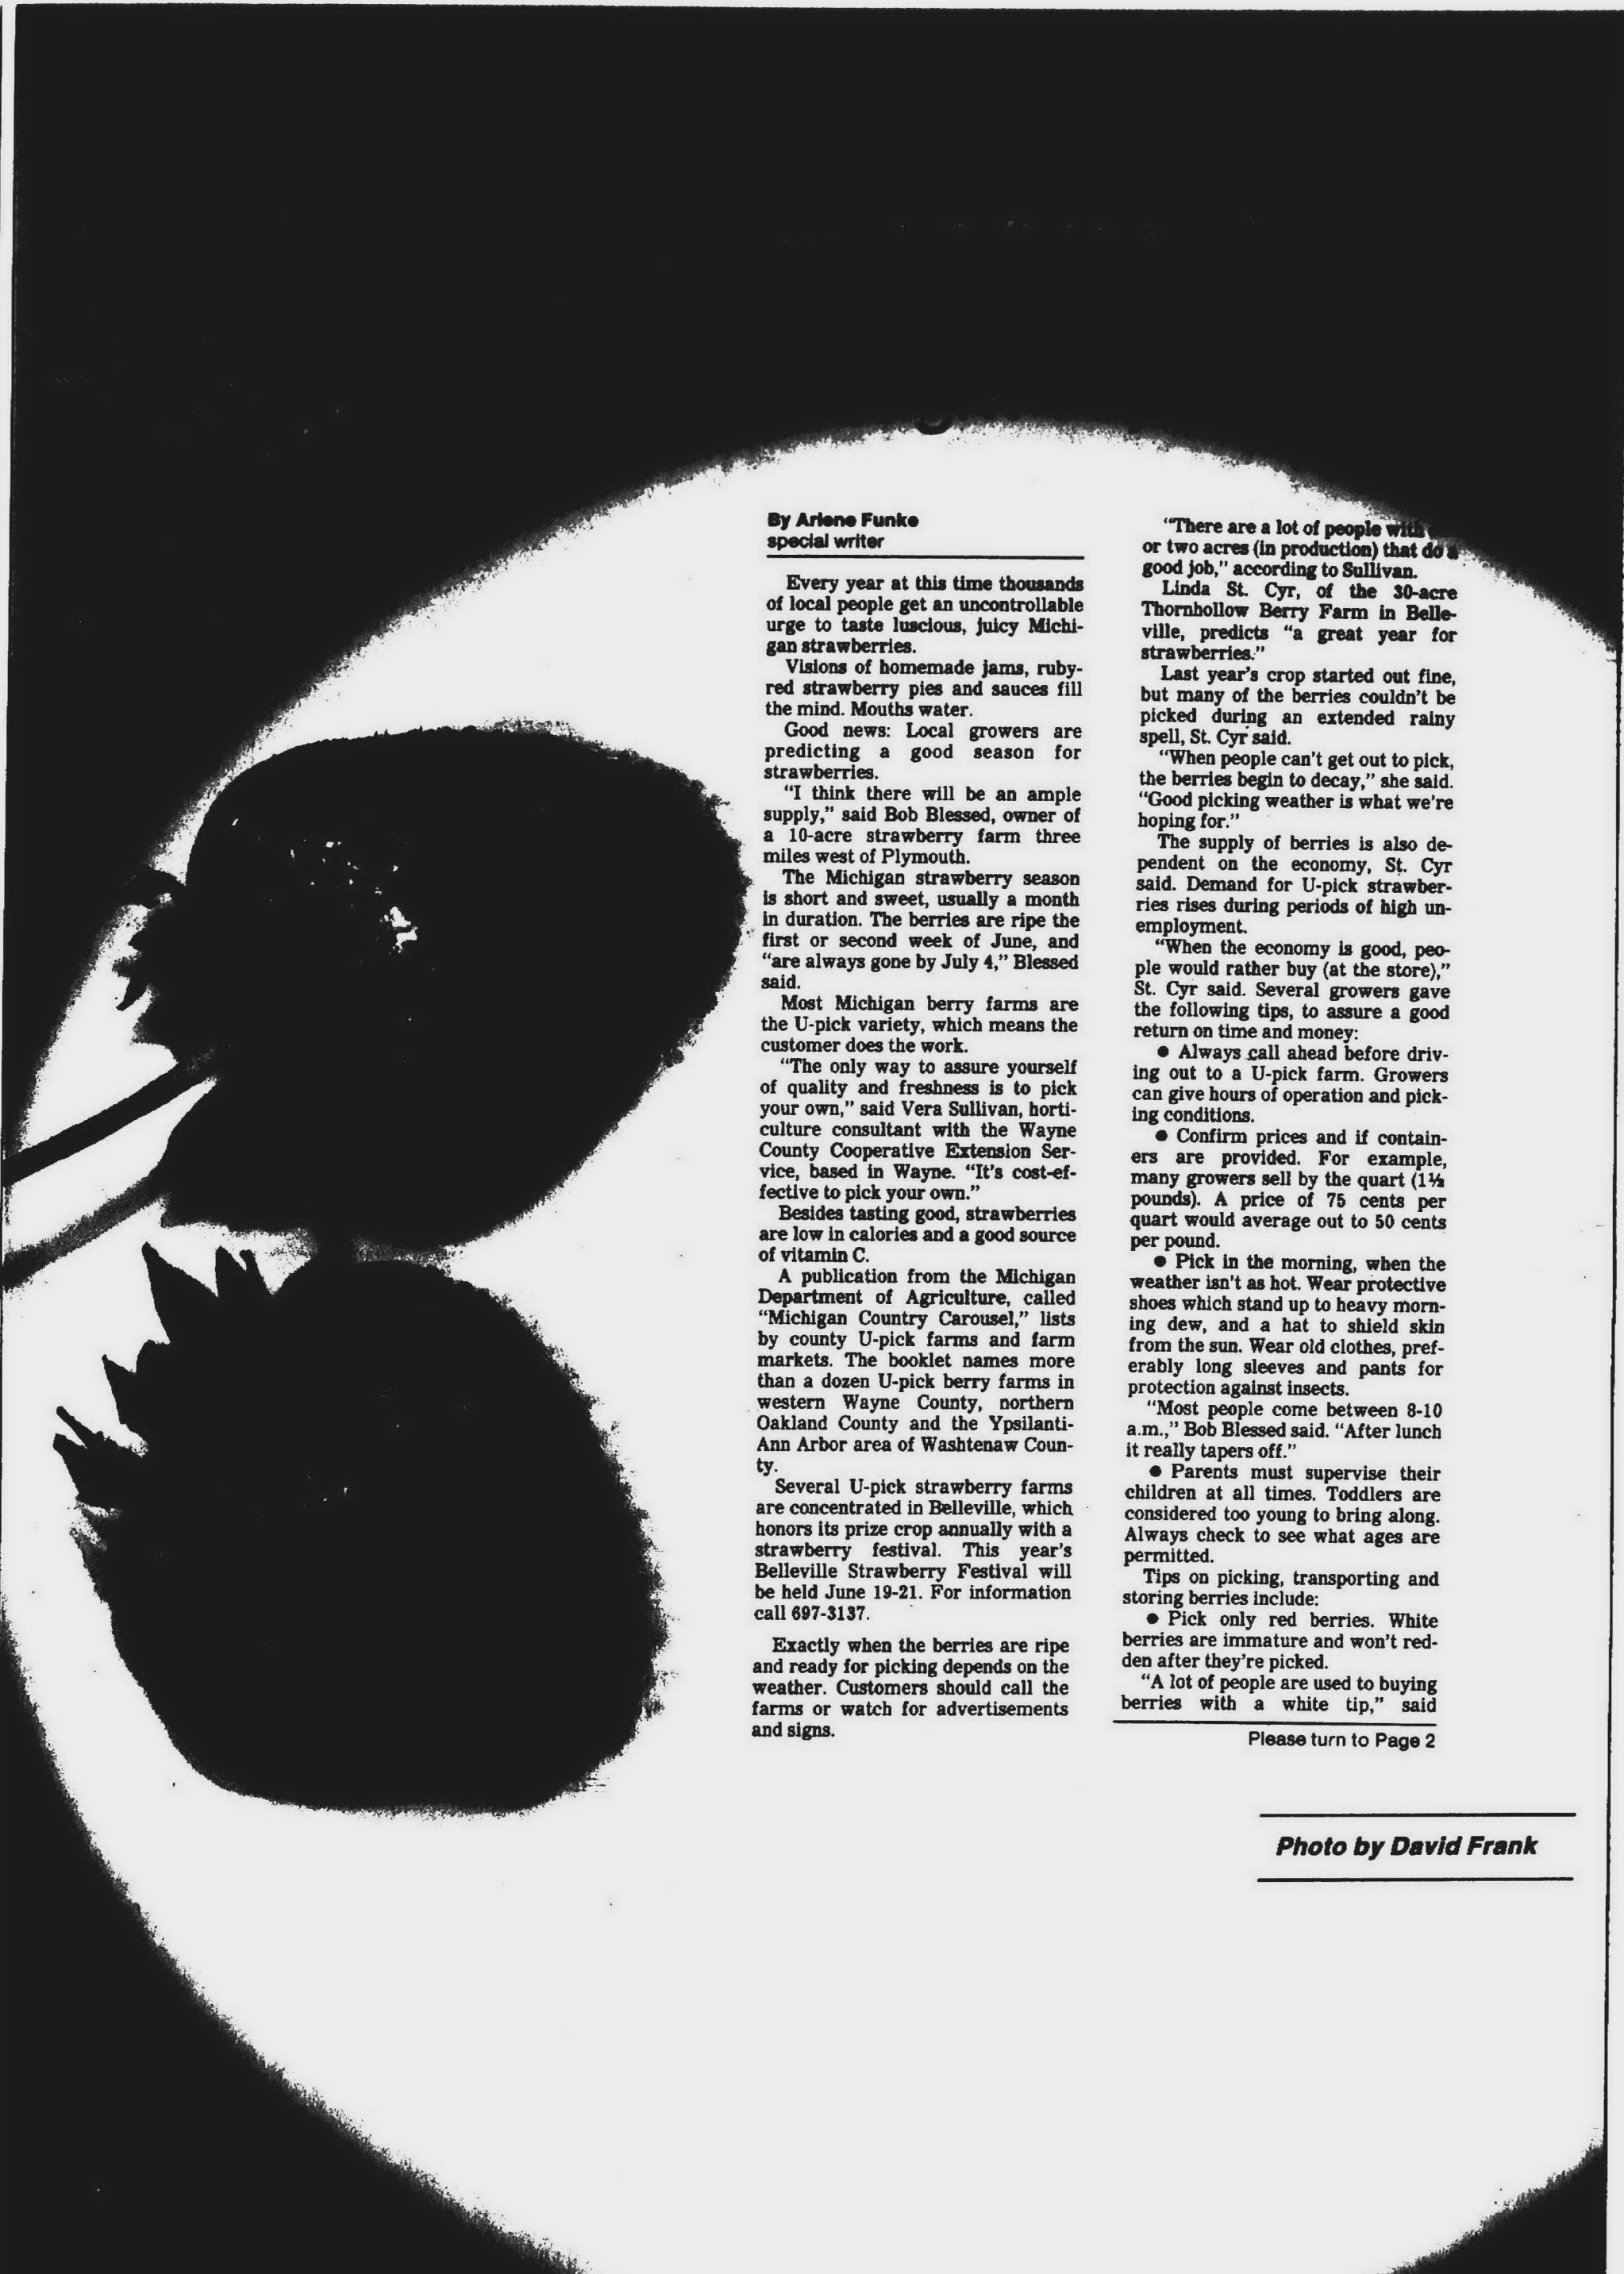 By Arlene Funke
special writer
Every year at this time thousands
of local people get an uncontrollable
urge to taste luscious, juicy Michi-
gan strawberries.
Visions of homemade jams, ruby-
red strawberry pies and sauces fill
the mind. Mouths water.
Good news: Local growers are
predicting a good season for
strawberries.
"I think there will be an ample
supply," said Bob Blessed, owner of
a 10-acre strawberry farm three
miles west of Plymouth.
The Michigan strawberry season
is short and sweet, usually a month
in duration. The berries are ripe the
first or second week of June, and
"are always gone by July 4," Blessed
said.
Most Michigan berry farms are
the U-pick variety, which means the
customer does the work.
"The only way to assure yourself
of quality and freshness is to pick
your own," said Vera Sullivan, horti-
culture consultant with the Wayne
County Cooperative Extension Ser-
vice, based in Wayne. "It's cost-ef-
fective to pick your own."
Besides tasting good, strawberries
are low in calories and a good source
of vitamin C.
A publication from the Michigan
Department of Agriculture, called
"Michigan Country Carousel," lists
by county U-pick farms and farm
markets. The booklet names more
than a dozen U-pick berry farms in
western Wayne County, northern
Oakland County and the Ypsilanti-
Ann Arbor area of Washtenaw Coun-
ty.
Several U-pick strawberry farms
are concentrated in Belleville, which
honors its prize crop annually with a
strawberry festival. This year's
Belleville Strawberry Festival will
be held June 19-21. For information
call 697-3137.
Exactly when the berries are ripe
and ready for picking depends on the
weather. Customers should call the
farms or watch for advertisements
and signs.
"There are a lot of people with
or two acres (in production) that do a
good job," according to Sullivan.
Linda St. Cyr, of the 30-acre
Thornhollow Berry Farm in Belle-
ville, predicts "a great year for
strawberries."
Last year's crop started out fine,
but many of the berries couldn't be
picked during an extended rainy
spell, St. Cyr said.
"When people can't get out to pick,
the berries begin to decay," she said.
"Good picking weather is what we're
hoping for."
The supply of berries is also de-
pendent on the economy, St. Cyr
said. Demand for U-pick strawber-
ries rises during periods of high un-
employment.
"When the economy is good, peo-
ple would rather buy (at the store),"
St. Cyr said. Several growers gave
the following tips, to assure a good
return on time and money:
● Always call ahead before driv-
ing out to a U-pick farm. Growers
can give hours of operation and pick-
ing conditions.
● Confirm prices and if contain-
ers are provided. For example,
many growers sell by the quart (1½
pounds). A price of 75 cents per
quart would average out to 50 cents
per pound.
● Pick in the morning, when the
weather isn't as hot. Wear protective
shoes which stand up to heavy morn-
ing dew, and a hat to shield skin
from the sun. Wear old clothes, pref-
erably long sleeves and pants for
protection against insects.
"Most people come between 8-10
a.m.," Bob Blessed said. "After lunch
it really tapers off."
● Parents must supervise their
children at all times. Toddlers are
considered too young to bring along.
Always check to see what ages are
permitted.
Tips on picking, transporting and
storing berries include:
● Pick only red berries. White
berries are immature and won't red-
den after they're picked.
"A lot of people are used to buying
berries with a white tip," said
Please turn to Page 2
Photo by David Frank